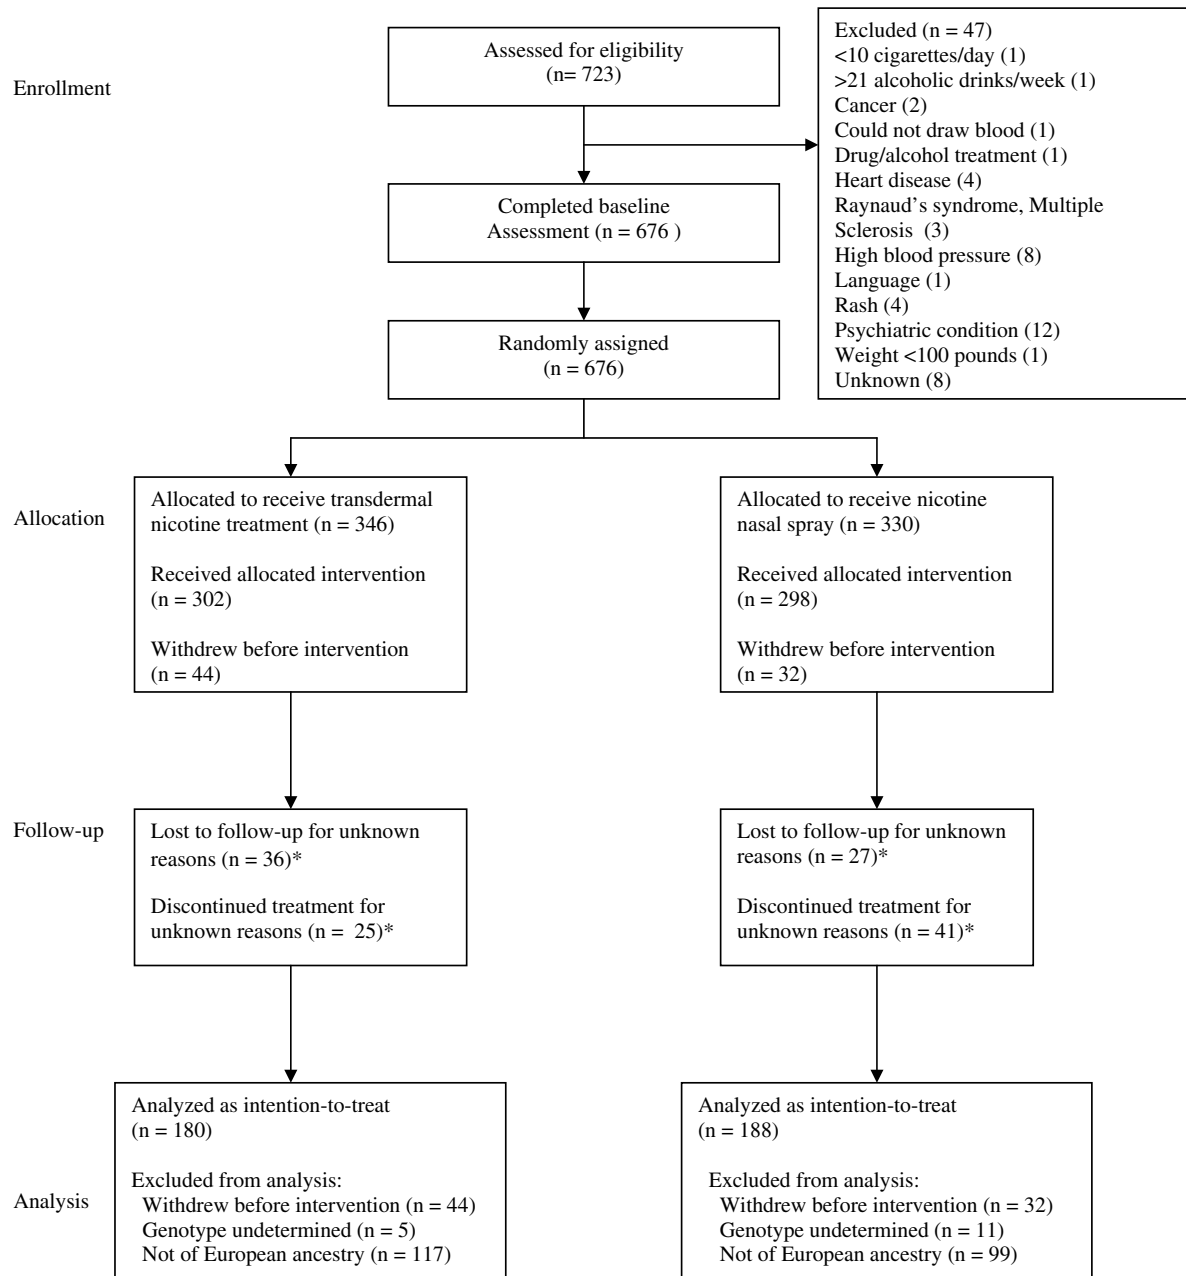 Enrollment
Assessed for eligibility
(n= 723)
Excluded (n = 47)
<10 cigarettes/day (1)
>21 alcoholic drinks/week (1)
Cancer (2)
Could not draw blood (1)
Drug/alcohol treatment (1)
Heart disease (4)
Raynaud’s syndrome, Multiple
Sclerosis (3)
High blood pressure (8)
Language (1)
Rash (4)
Psychiatric condition (12)
Weight <100 pounds (1)
Unknown (8)
Completed baseline
Assessment (n = 676 )
Randomly assigned
(n = 676)
Allocation
Allocated to receive transdermal
nicotine treatment (n = 346)
Received allocated intervention
(n = 302)
Withdrew before intervention
(n = 44)
Allocated to receive nicotine
nasal spray (n = 330)
Received allocated intervention
(n = 298)
Withdrew before intervention
(n = 32)
Follow-up
Lost to follow-up for unknown
reasons (n = 36)*
Discontinued treatment for
unknown reasons (n = 25)*
Lost to follow-up for unknown
reasons (n = 27)*
Discontinued treatment for
unknown reasons (n = 41)*
Analysis
Analyzed as intention-to-treat
(n = 180)
Excluded from analysis:
Withdrew before intervention (n = 44)
Genotype undetermined (n = 5)
Not of European ancestry (n = 117)
Analyzed as intention-to-treat
(n = 188)
Excluded from analysis:
Withdrew before intervention (n = 32)
Genotype undetermined (n = 11)
Not of European ancestry (n = 99)